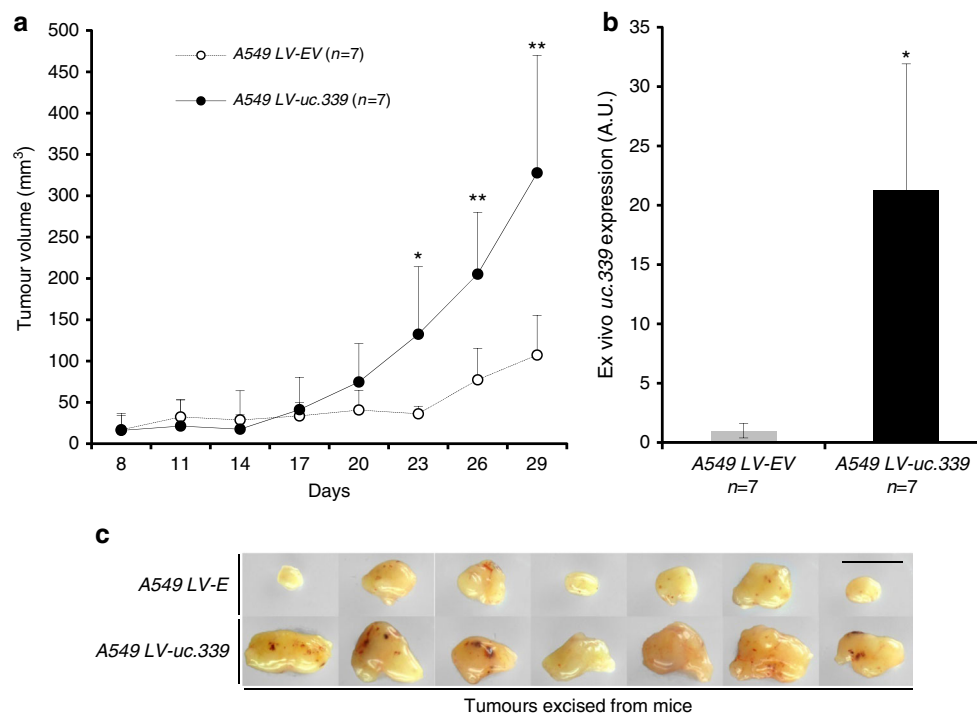 a
Tumour volume (mm³)
500
450
400
350
300
250
200
150
100
50
0
A549 LV-EV (n=7)
A549 LV-uc.339 (n=7)
*
**
**
8 11 14 17 20 23 26 29
Days
b
Ex vivo uc.339 expression (A.U.)
35
30
25
20
15
10
5
0
*
A549 LV-EV
n=7
A549 LV-uc.339
n=7
c
A549 LV-E
A549 LV-uc.339
Tumours excised from mice